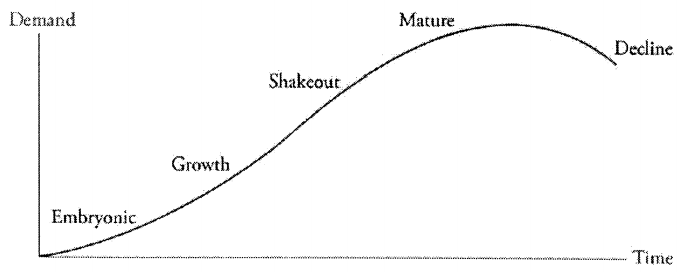 Demand
Mature
Decline
Shakeout
Growth
Embryonic
Time